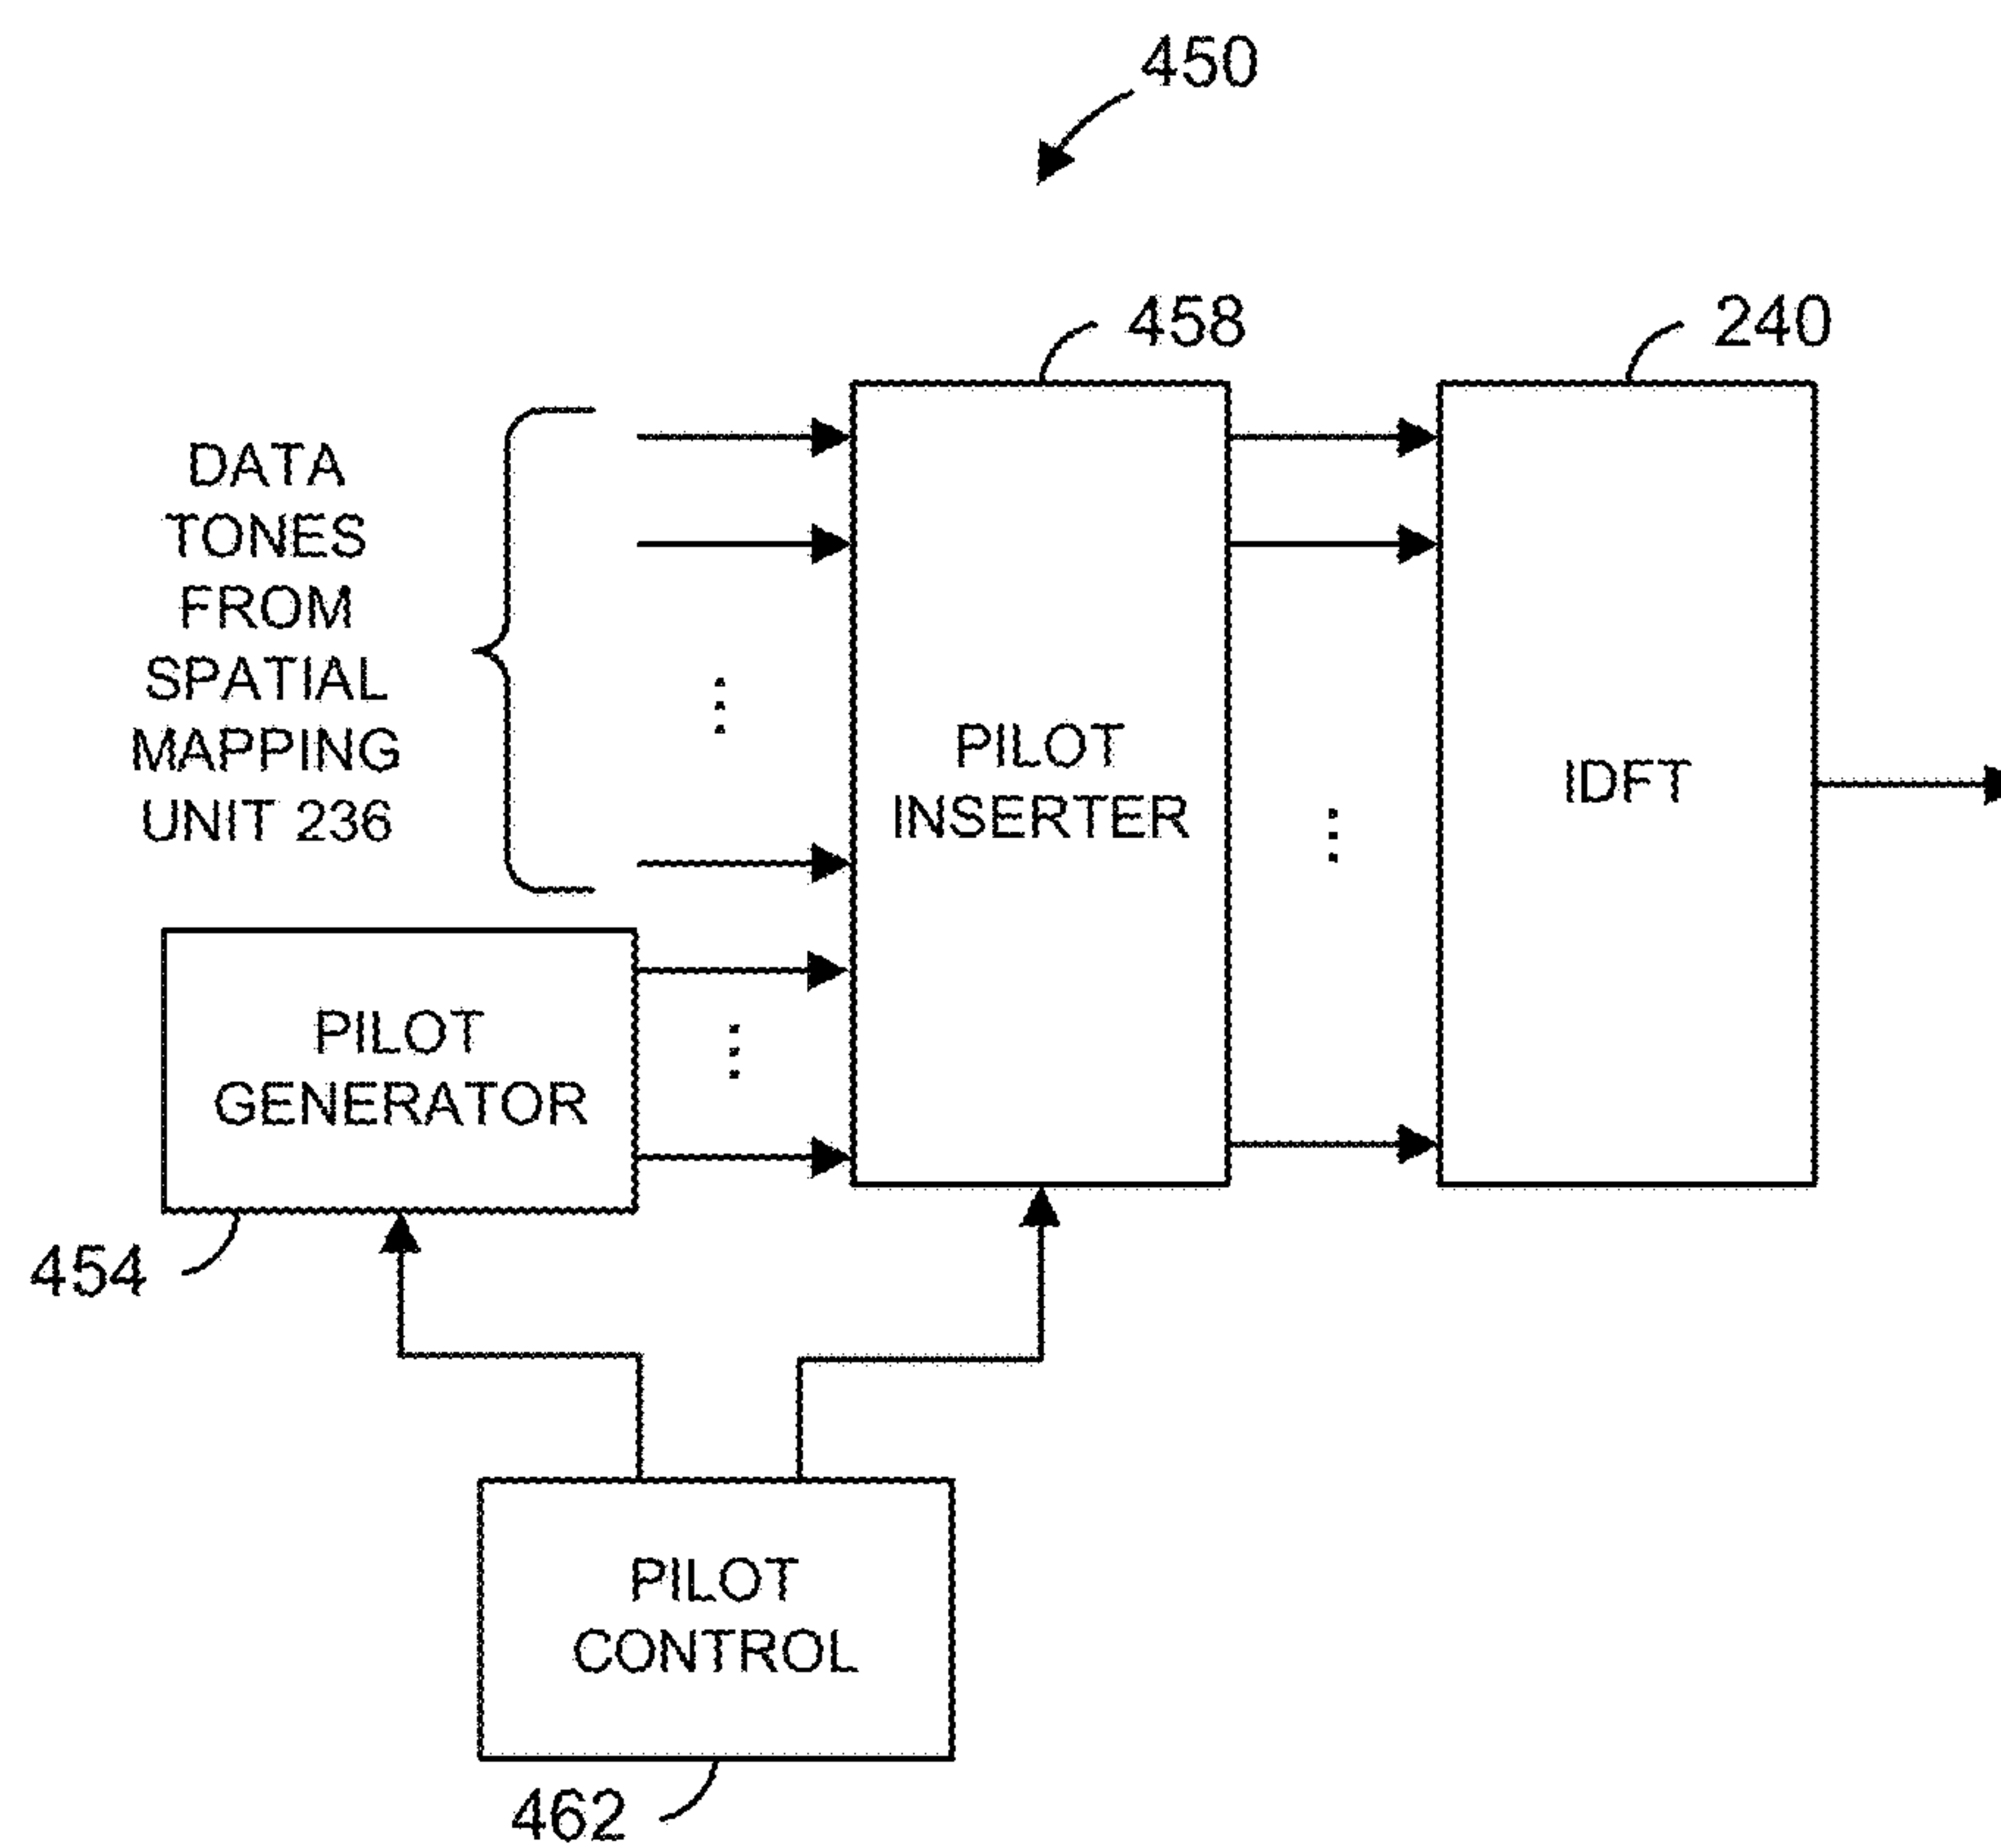 450
458
240
DATA
TONES
FROM
SPATIAL
MAPPING
UNIT 236
PILOT
INSERTER
IDFT
PILOT
GENERATOR
454
PILOT
CONTROL
462